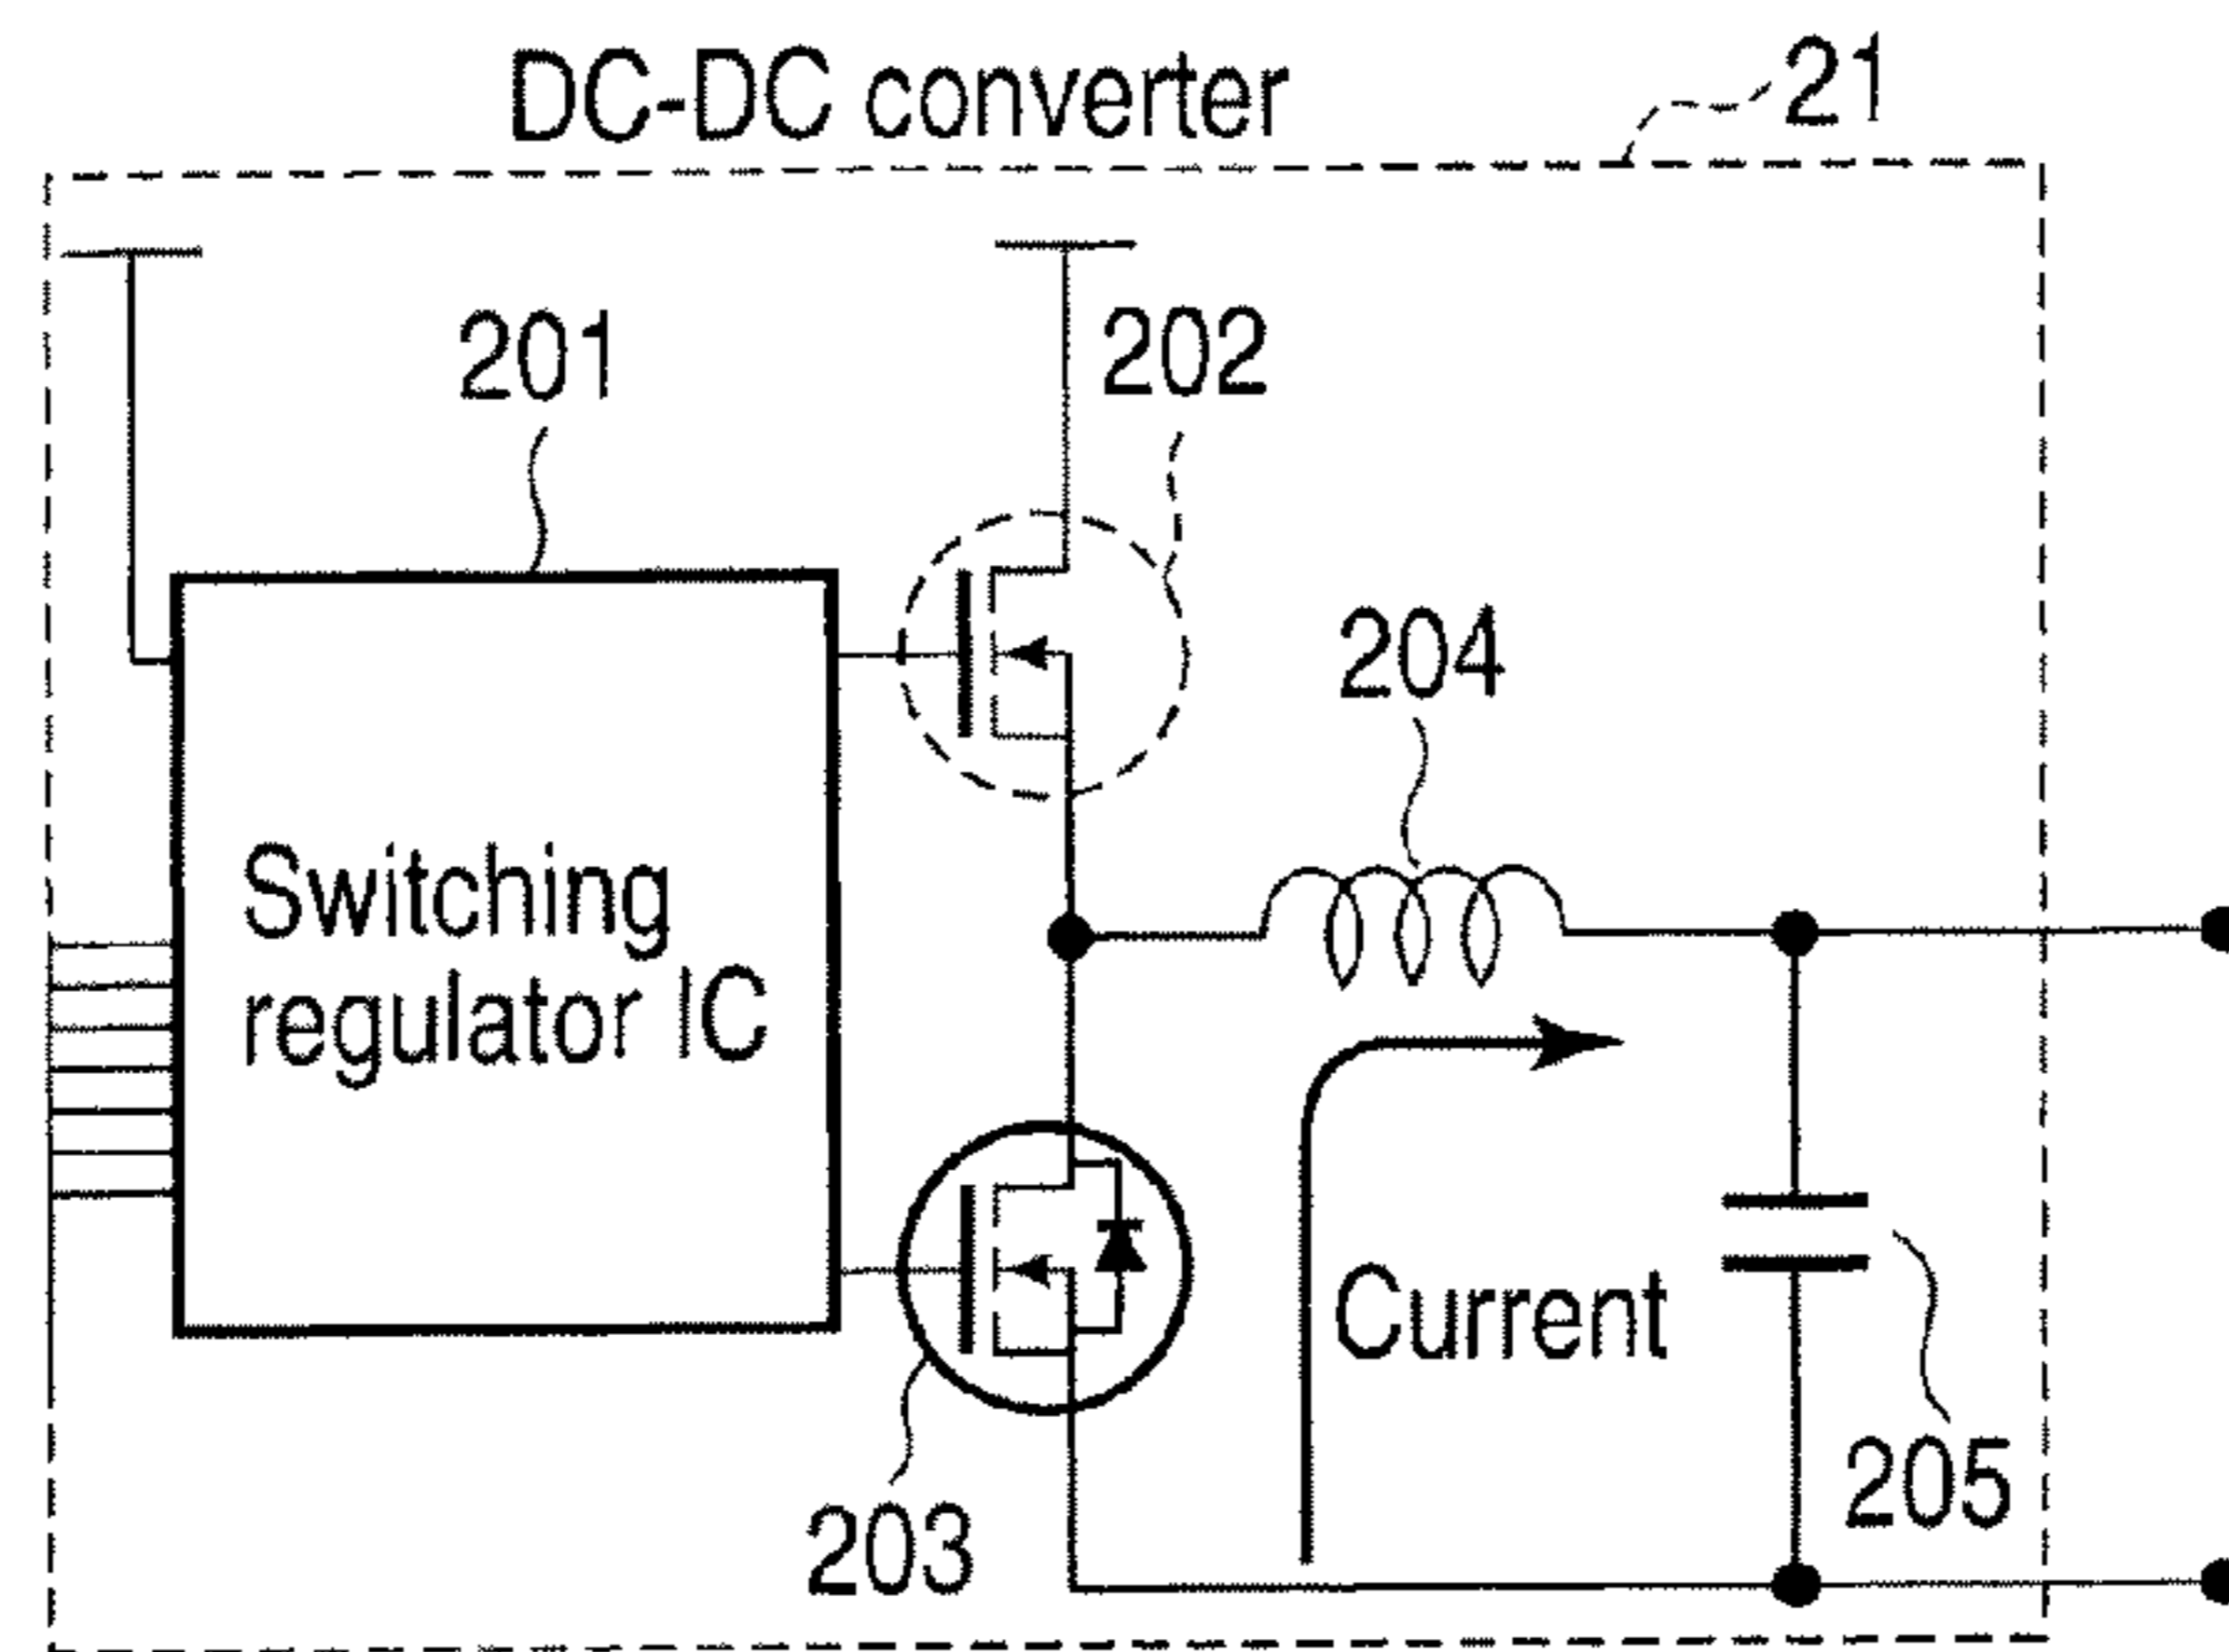 DC-DC converter
21
201
202
204
Switching
regulator IC
Current
203
205